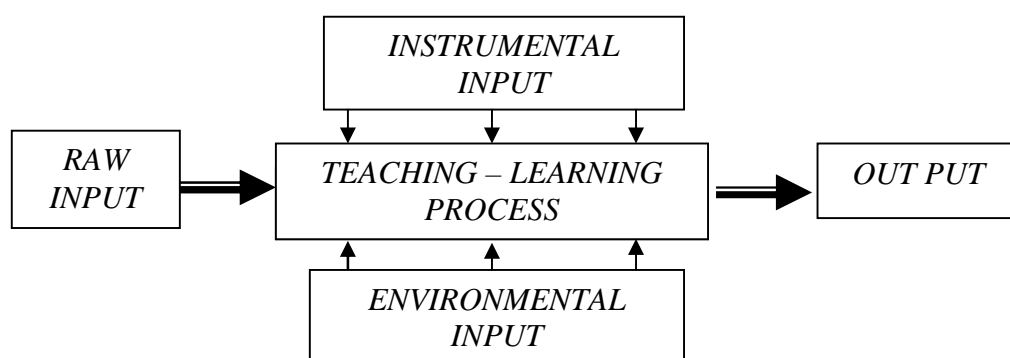 INSTRUMENTAL
INPUT
RAW
INPUT
TEACHING – LEARNING
PROCESS
OUT PUT
ENVIRONMENTAL
INPUT